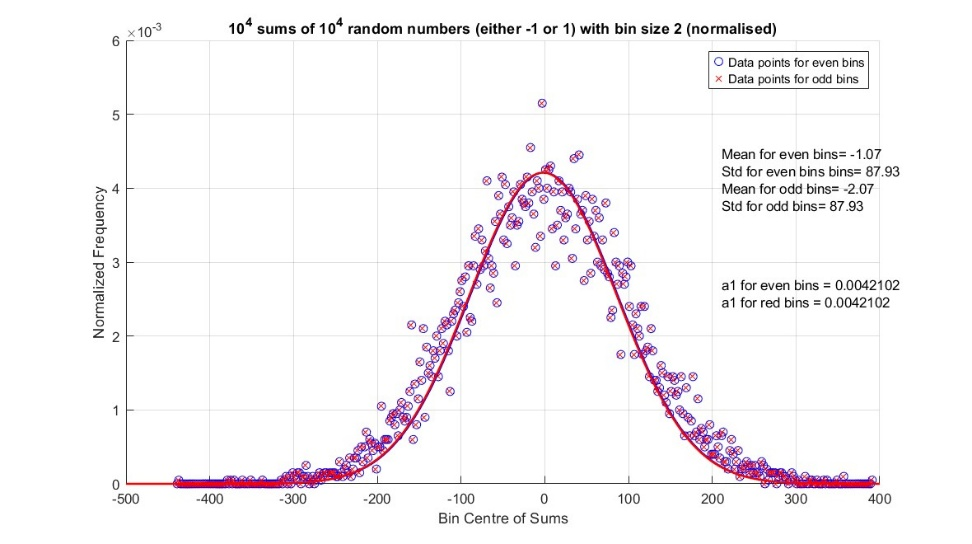 10^4 sums of 10^4 random numbers (either -1 or 1) with bin size 2 (normalised)
×10^-3
Data points for even bins
Data points for odd bins
Mean for even bins= -1.07
Std for even bins bins= 87.93
Mean for odd bins= -2.07
Std for odd bins= 87.93
a1 for even bins = 0.0042102
a1 for red bins = 0.0042102
Normalized Frequency
6
5
4
3
2
1
0
-500 -400 -300 -200 -100 0 100 200 300 400
Bin Centre of Sums